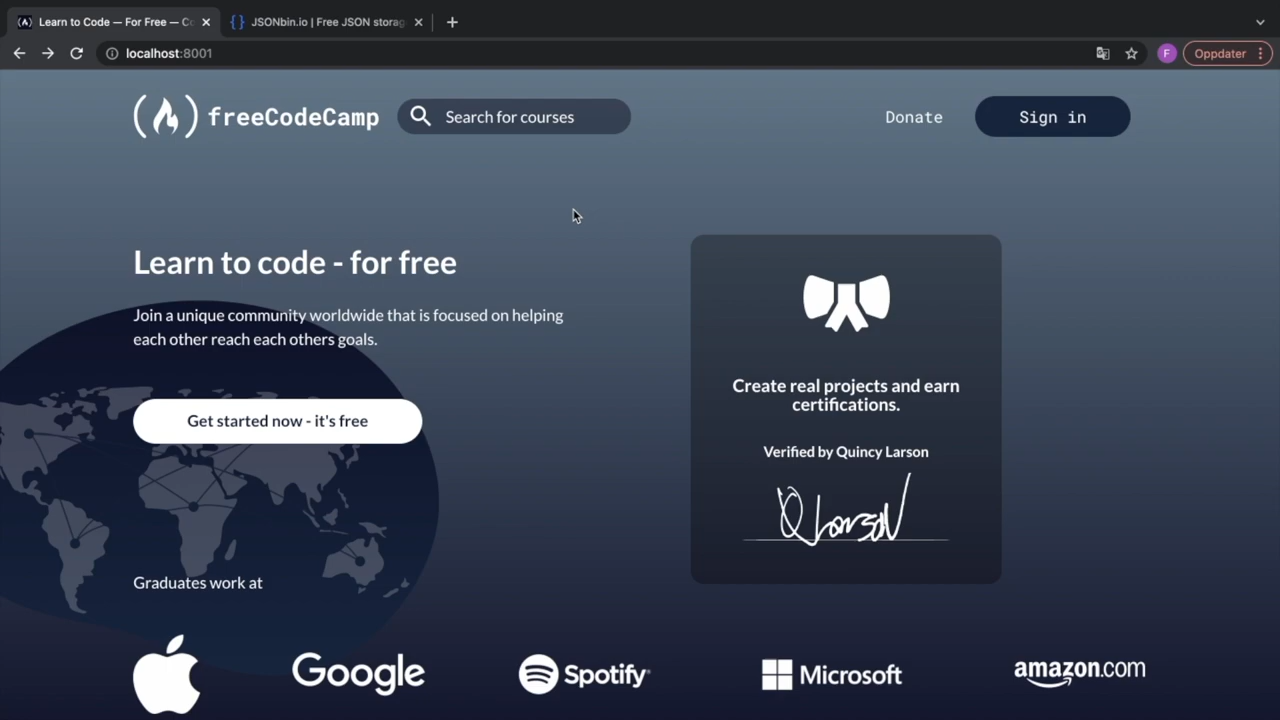 Learn to Code — For Free — C
JSONbin.io | Free JSON storag
localhost:8001
F
Oppdater
freeCodeCamp
Search for courses
Donate
Sign in
Learn to code - for free
Join a unique community worldwide that is focused on helping
each other reach each others goals.
Get started now - it's free
Create real projects and earn
certifications.
Verified by Quincy Larson
QLarson
Graduates work at
Google
Spotify
Microsoft
amazon.com